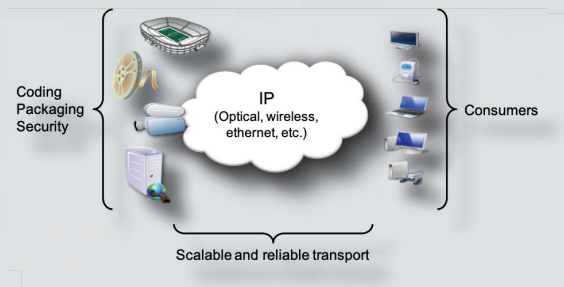 Coding
Packaging
Security
IP
(Optical, wireless,
ethernet, etc.)
Consumers
Scalable and reliable transport